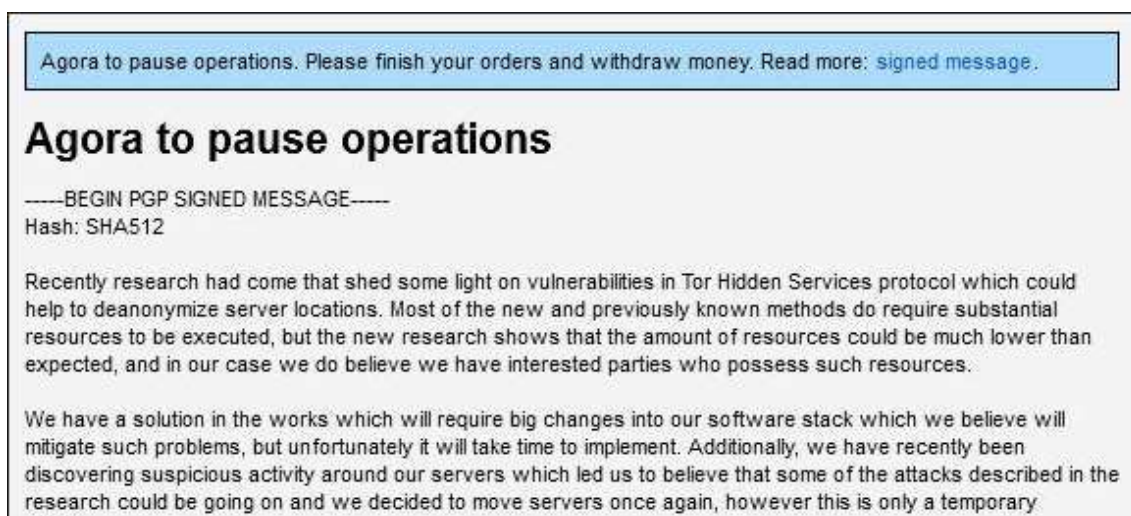 Agora to pause operations. Please finish your orders and withdraw money. Read more: signed message.
Agora to pause operations
-----BEGIN PGP SIGNED MESSAGE-----
Hash: SHA512
Recently research had come that shed some light on vulnerabilities in Tor Hidden Services protocol which could
help to deanonymize server locations. Most of the new and previously known methods do require substantial
resources to be executed, but the new research shows that the amount of resources could be much lower than
expected, and in our case we do believe we have interested parties who possess such resources.
We have a solution in the works which will require big changes into our software stack which we believe will
mitigate such problems, but unfortunately it will take time to implement. Additionally, we have recently been
discovering suspicious activity around our servers which led us to believe that some of the attacks described in the
research could be going on and we decided to move servers once again, however this is only a temporary